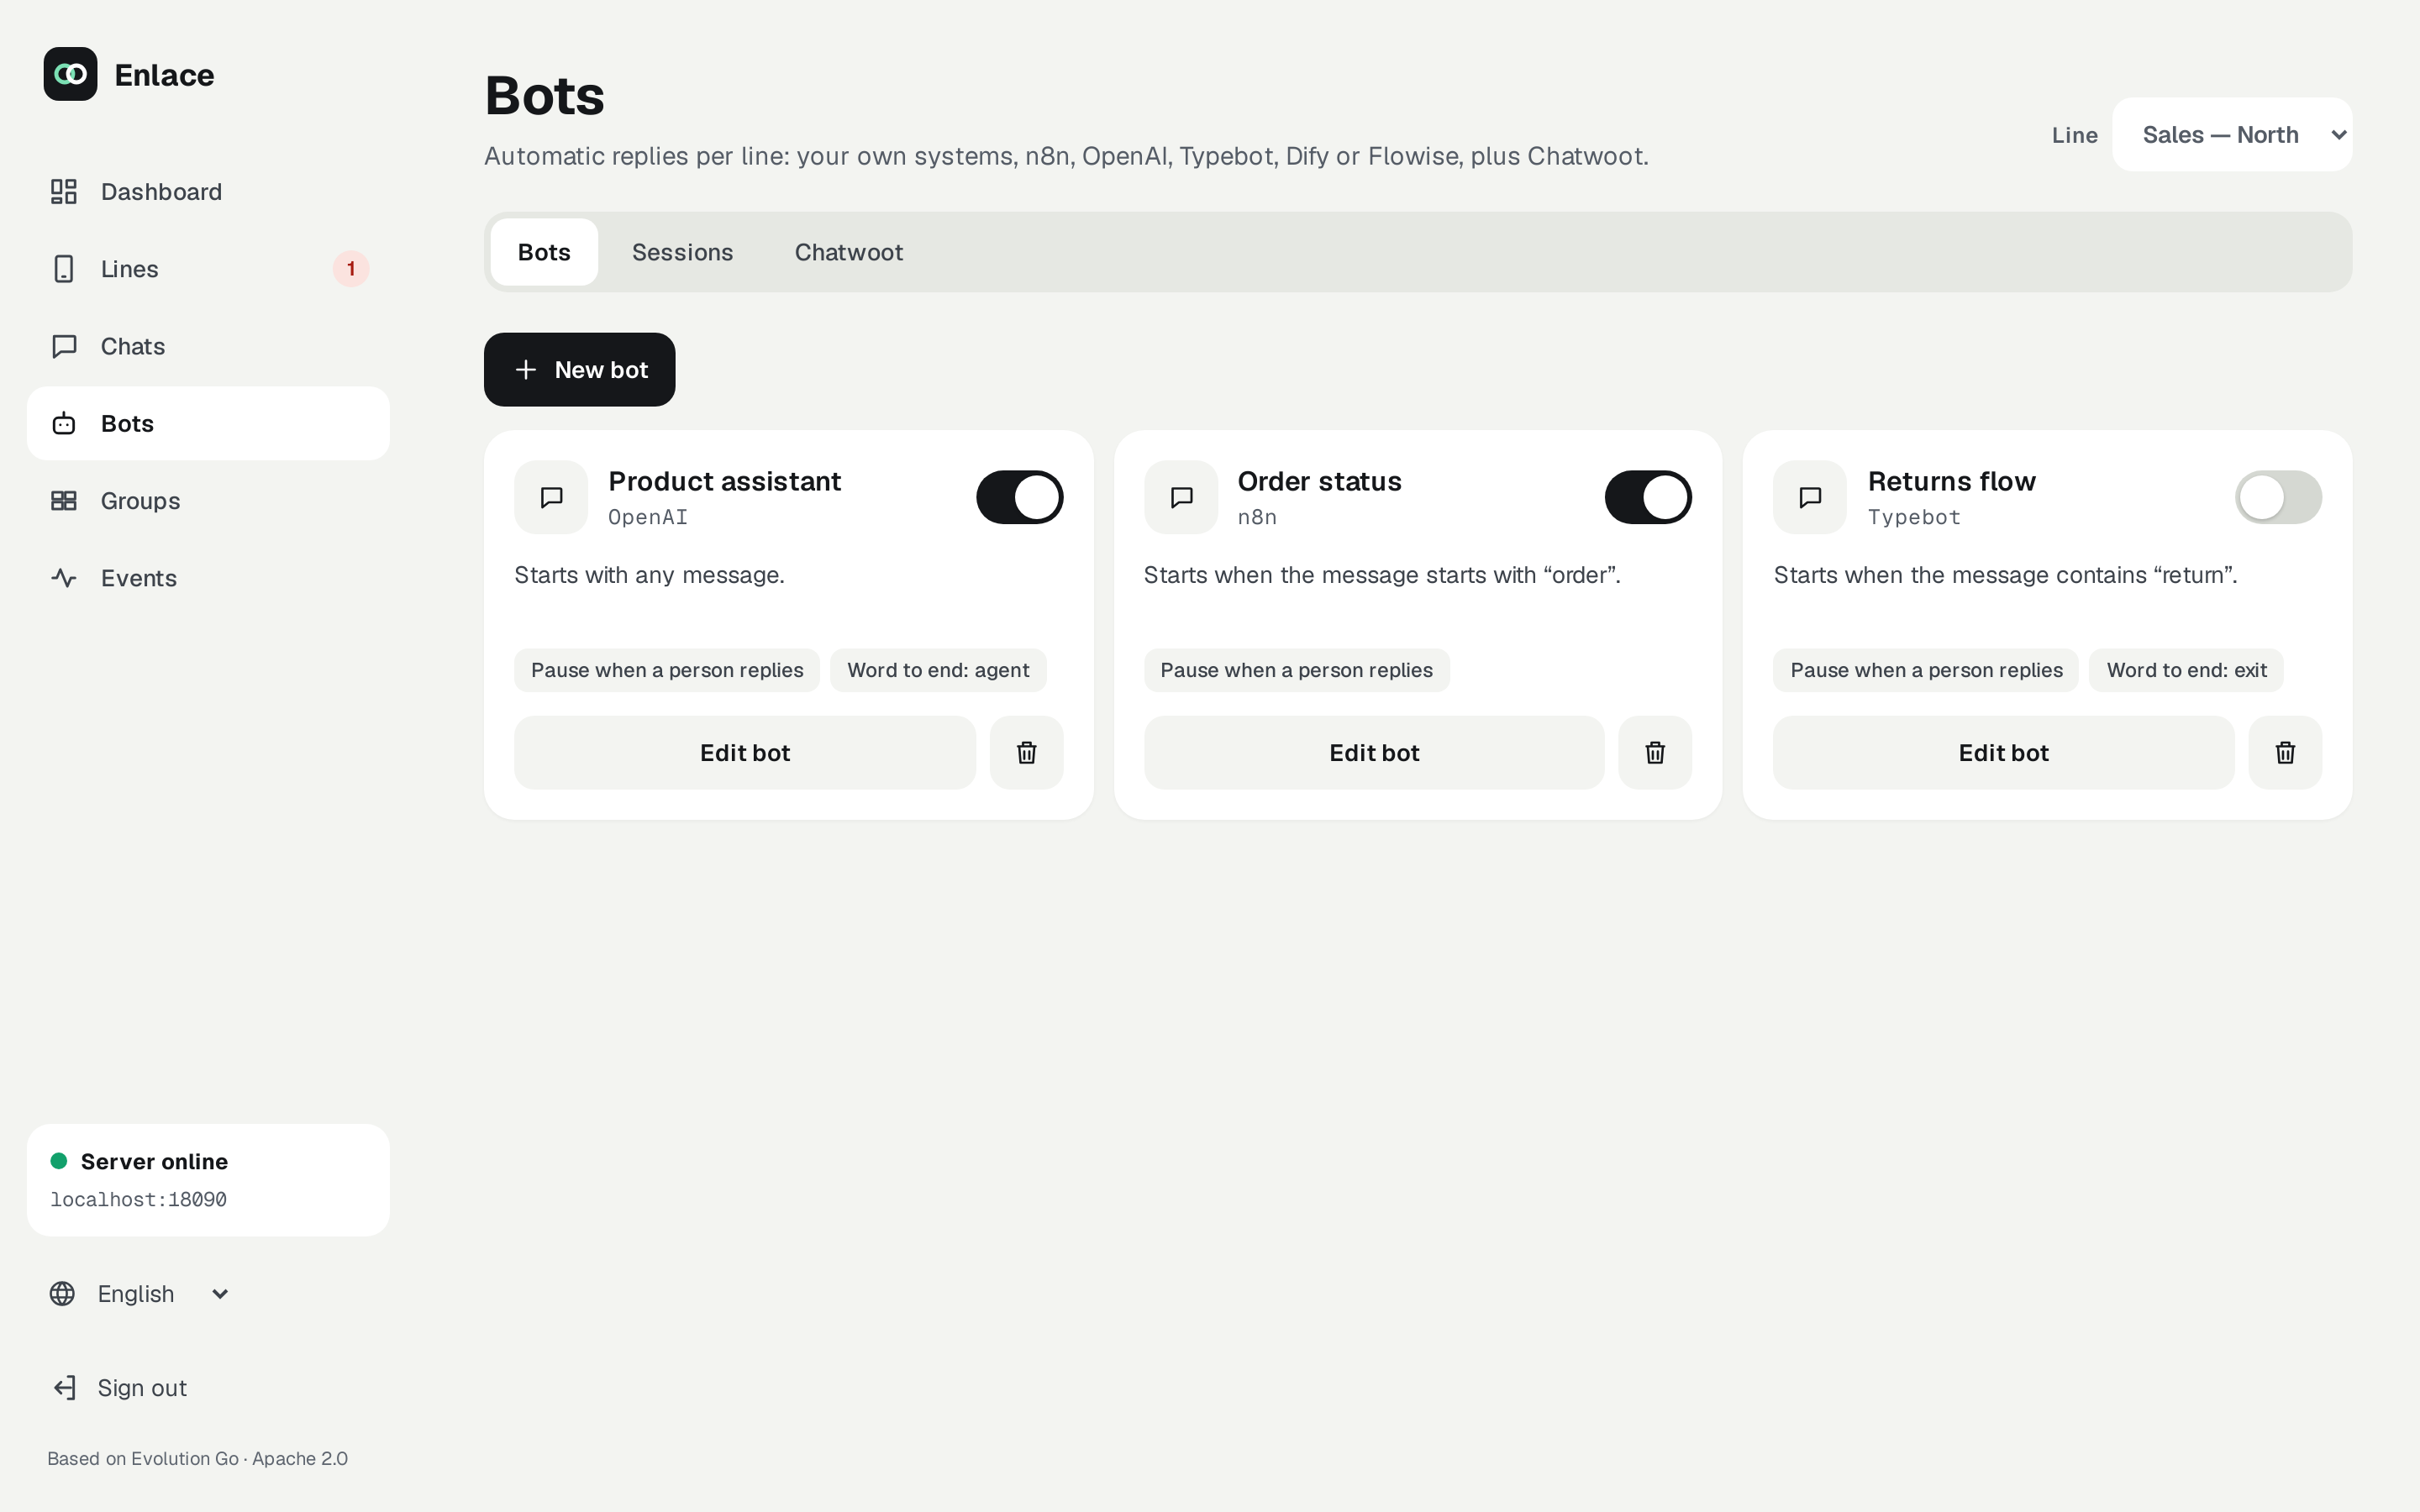 Enlace
Dashboard
Lines 1
Chats
Bots
Groups
Events
Server online
localhost:18090
English
Sign out
Based on Evolution Go · Apache 2.0
Bots
Automatic replies per line: your own systems, n8n, OpenAI, Typebot, Dify or Flowise, plus Chatwoot.
Line Sales — North
Bots Sessions Chatwoot
New bot
Product assistant
OpenAI
Starts with any message.
Pause when a person replies Word to end: agent
Edit bot
Order status
n8n
Starts when the message starts with “order”.
Pause when a person replies
Edit bot
Returns flow
Typebot
Starts when the message contains “return”.
Pause when a person replies Word to end: exit
Edit bot